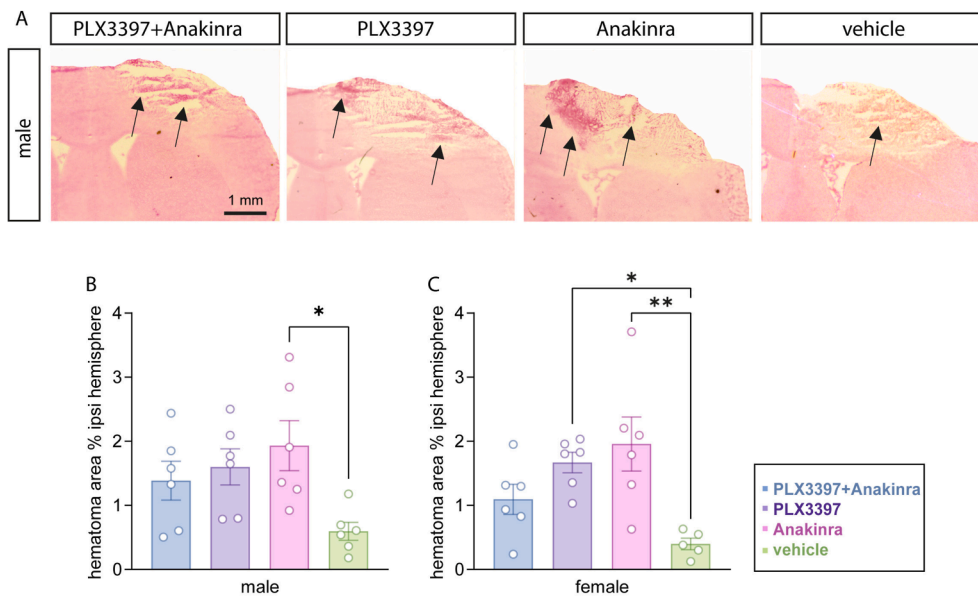 A
PLX3397+Anakinra
PLX3397
Anakinra
vehicle
male
1 mm
B
hematoma area % ipsi hemisphere
4
3
2
1
0
*
male
C
hematoma area % ipsi hemisphere
4
3
2
1
0
*
**
female
PLX3397+Anakinra
PLX3397
Anakinra
vehicle